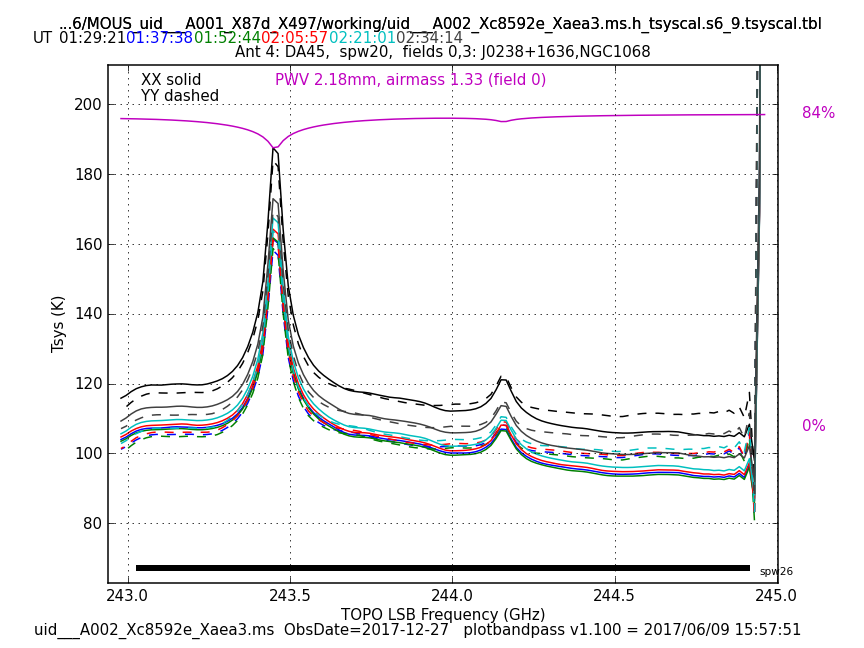 ...6/MOUS_uid___A001_X87d_X497/working/uid___A002_Xc8592e_Xaea3.ms.h_tsyscal.s6_9.tsyscal.tbl
UT 01:29:21 01:37:38 01:52:44 02:05:57 02:21:01 02:34:14
Ant 4: DA45,  spw20,  fields 0,3: J0238+1636,NGC1068
XX solid
PWV 2.18mm, airmass 1.33 (field 0)
YY dashed
84%
0%
200
180
160
140
120
100
80
Tsys (K)
spw26
243.0
243.5
244.0
244.5
245.0
TOPO LSB Frequency (GHz)
uid___A002_Xc8592e_Xaea3.ms  ObsDate=2017-12-27   plotbandpass v1.100 = 2017/06/09 15:57:51